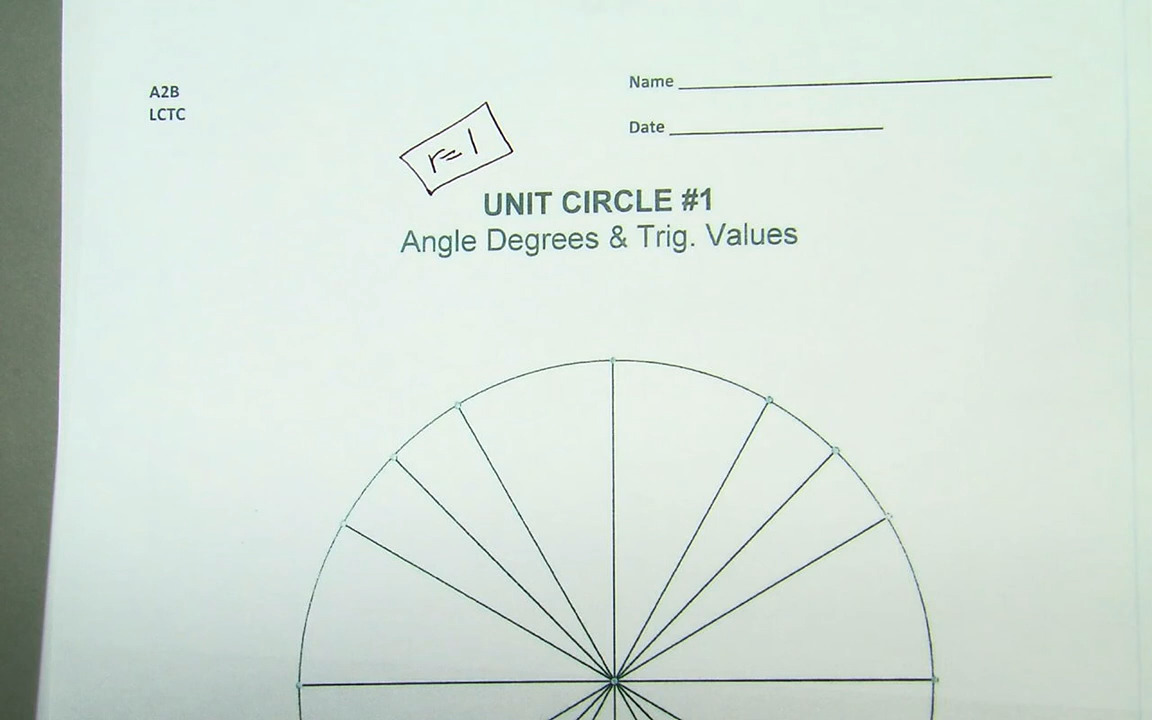 A2B
LCTC
Name
Date
r=1
UNIT CIRCLE #1
Angle Degrees & Trig. Values